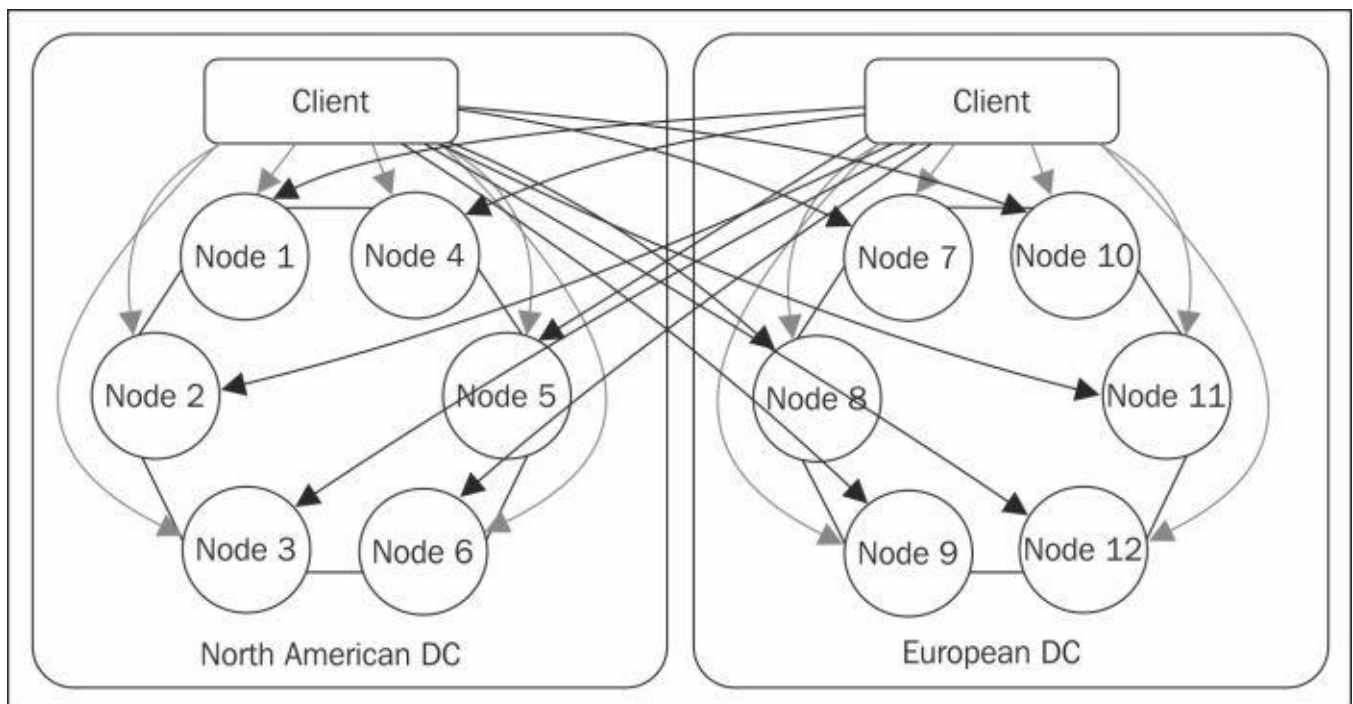 Client
Client
Node 1
Node 4
Node 7
Node 10
Node 2
Node 5
Node 8
Node 11
Node 3
Node 6
Node 9
Node 12
North American DC
European DC